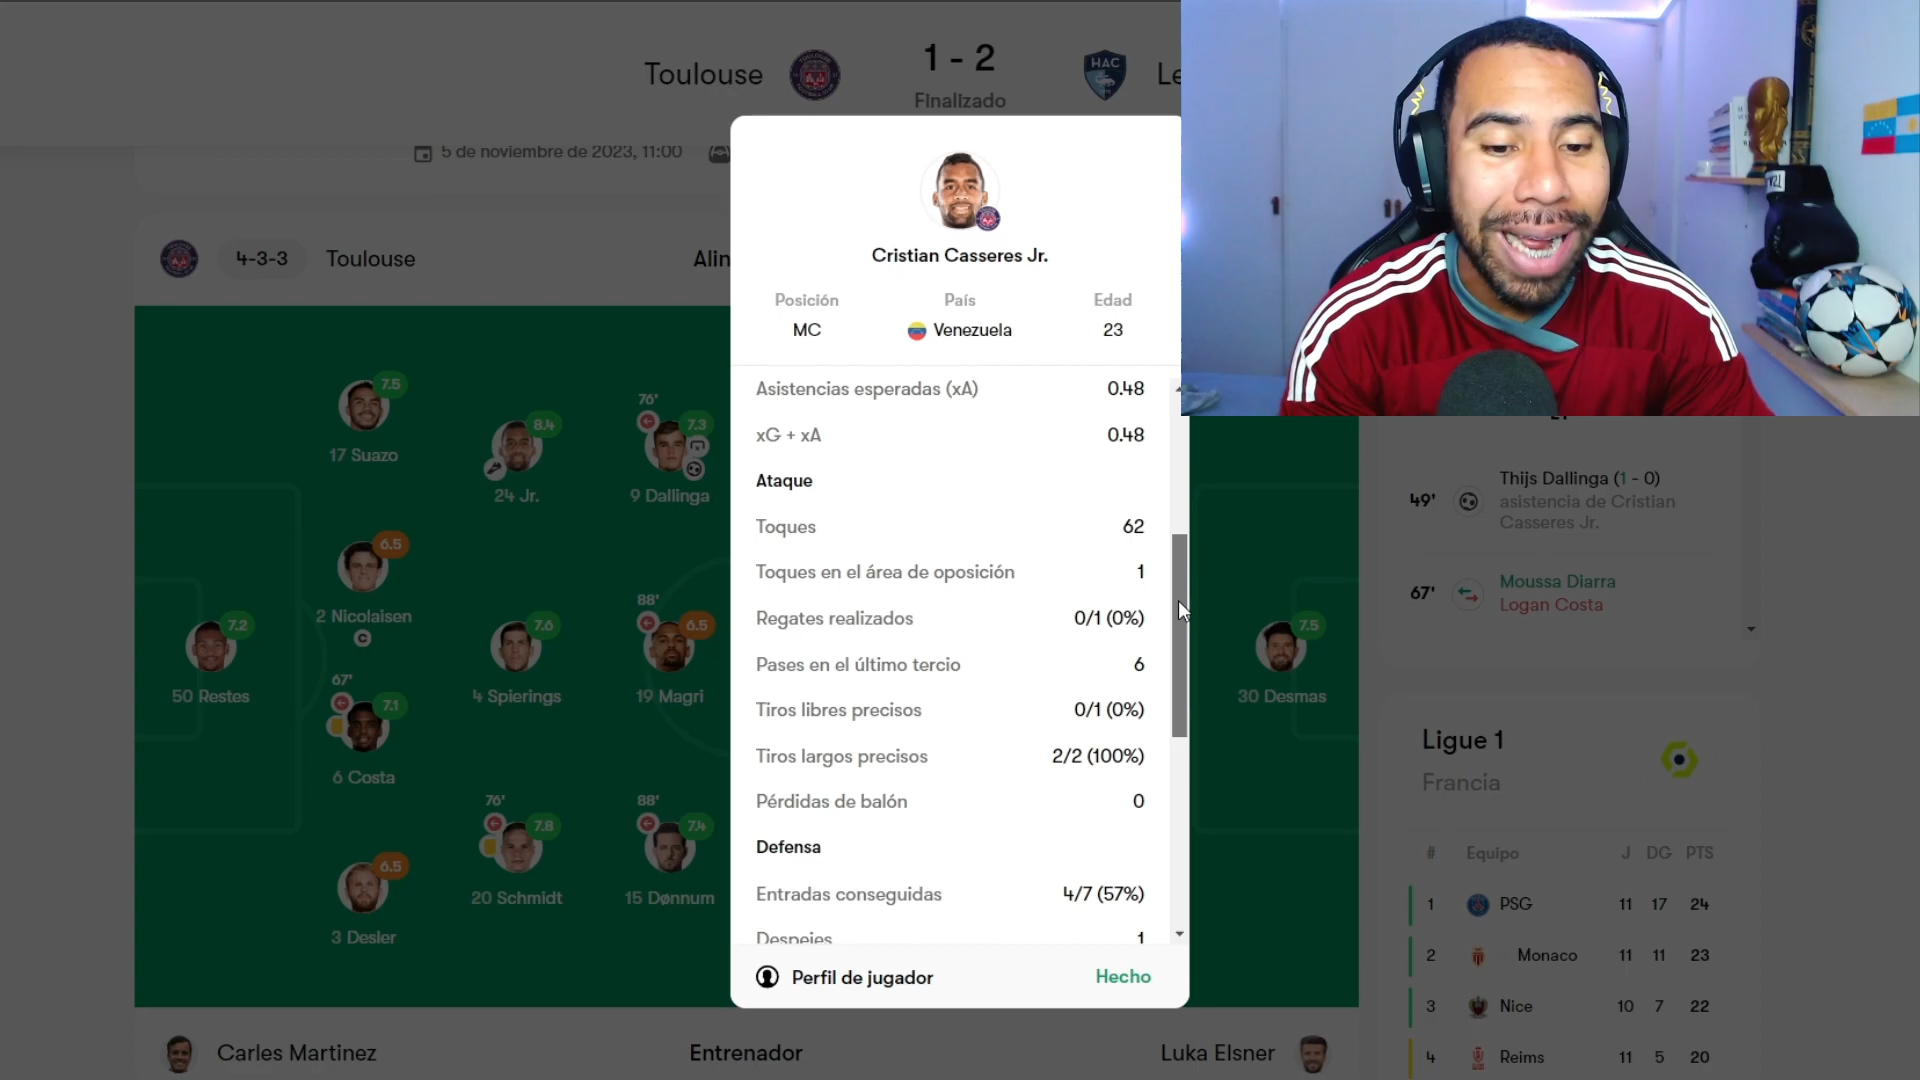 Toulouse
1 - 2
HAC
Le
Finalizado
5 de noviembre de 2023, 11:00
4-3-3
Toulouse
Alin
Cristian Casseres Jr.
Posición
País
Edad
MC
Venezuela
23
Asistencias esperadas (xA)
0.48
xG + xA
0.48
Ataque
Toques
62
Toques en el área de oposición
1
Regates realizados
0/1 (0%)
Pases en el último tercio
6
Tiros libres precisos
0/1 (0%)
Tiros largos precisos
2/2 (100%)
Pérdidas de balón
0
Defensa
Entradas conseguidas
4/7 (57%)
Despejes
1
Perfil de jugador
Hecho
7.5
17 Suazo
8.4
24 Jr.
76'
7.3
9 Dallinga
6.5
2 Nicolaisen
C
7.2
50 Restes
7.6
4 Spierings
88'
6.5
19 Magri
67'
7.1
6 Costa
76'
7.8
20 Schmidt
88'
7.4
15 Dønnum
6.5
3 Desler
7.5
30 Desmas
Carles Martinez
Entrenador
Luka Elsner
49'
Thijs Dallinga (1 - 0)
asistencia de Cristian
Casseres Jr.
67'
Moussa Diarra
Logan Costa
Ligue 1
Francia
# Equipo J DG PTS
1 PSG 11 17 24
2 Monaco 11 11 23
3 Nice 10 7 22
4 Reims 11 5 20